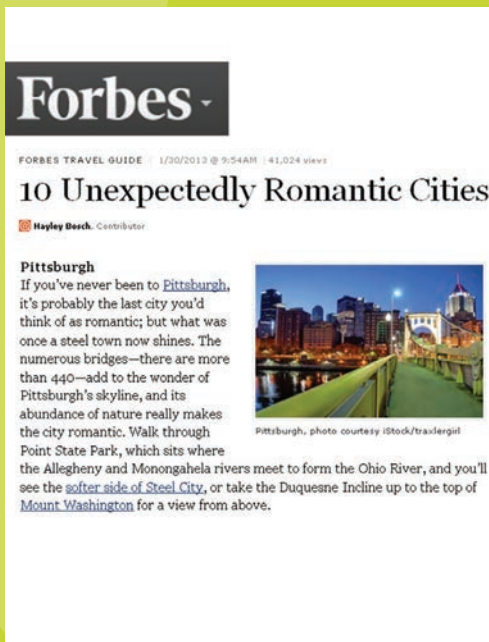 Forbes
FORBES TRAVEL GUIDE | 1/30/2013 @ 9:54AM | 41,024 views
10 Unexpectedly Romantic Cities
Hayley Bosch, Contributor
Pittsburgh
If you've never been to Pittsburgh,
it's probably the last city you'd
think of as romantic; but what was
once a steel town now shines. The
numerous bridges—there are more
than 440—add to the wonder of
Pittsburgh's skyline, and its
abundance of nature really makes
the city romantic. Walk through
Point State Park, which sits where
the Allegheny and Monongahela rivers meet to form the Ohio River, and you'll
see the softer side of Steel City, or take the Duquesne Incline up to the top of
Mount Washington for a view from above.
Pittsburgh, photo courtesy iStock/traxlergirl